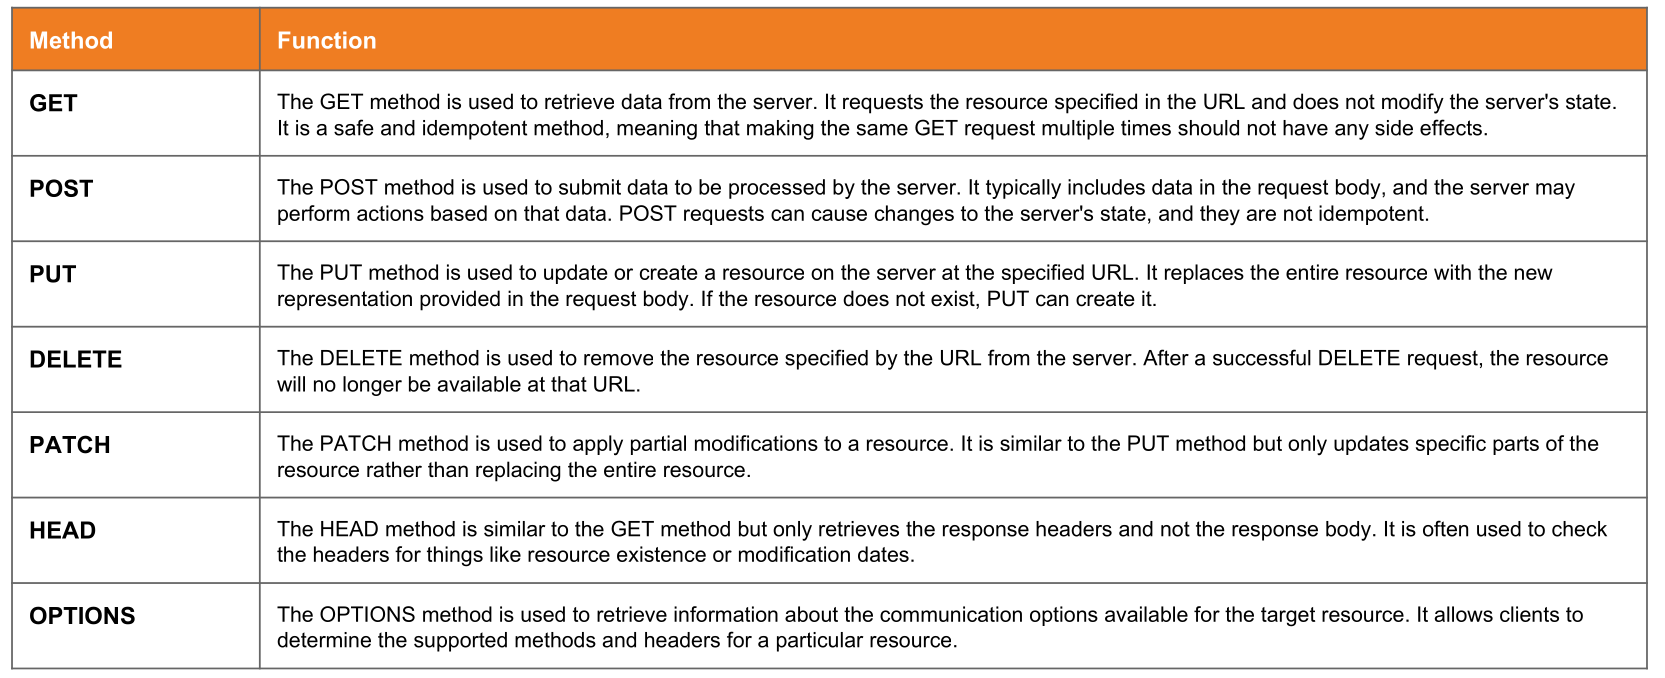 Method Function
GET
The GET method is used to retrieve data from the server. It requests the resource specified in the URL and does not modify the server's state.
It is a safe and idempotent method, meaning that making the same GET request multiple times should not have any side effects.
POST
The POST method is used to submit data to be processed by the server. It typically includes data in the request body, and the server may
perform actions based on that data. POST requests can cause changes to the server's state, and they are not idempotent.
PUT
The PUT method is used to update or create a resource on the server at the specified URL. It replaces the entire resource with the new
representation provided in the request body. If the resource does not exist, PUT can create it.
DELETE
The DELETE method is used to remove the resource specified by the URL from the server. After a successful DELETE request, the resource
will no longer be available at that URL.
PATCH
The PATCH method is used to apply partial modifications to a resource. It is similar to the PUT method but only updates specific parts of the
resource rather than replacing the entire resource.
HEAD
The HEAD method is similar to the GET method but only retrieves the response headers and not the response body. It is often used to check
the headers for things like resource existence or modification dates.
OPTIONS
The OPTIONS method is used to retrieve information about the communication options available for the target resource. It allows clients to
determine the supported methods and headers for a particular resource.